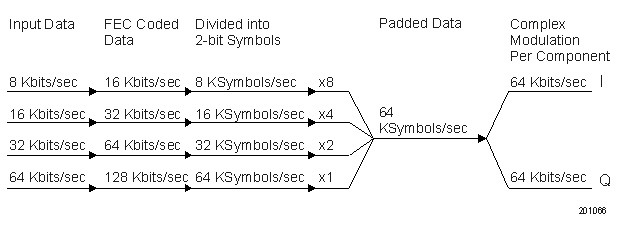 Input Data
FEC Coded
Data
Divided into
2-bit Symbols
Padded Data
Complex
Modulation
Per Component
8 Kbits/sec 16 Kbits/sec 8 KSymbols/sec x8 64 Kbits/sec I
16 Kbits/sec 32 Kbits/sec 16 KSymbols/sec x4
64
KSymbols/sec
32 Kbits/sec 64 Kbits/sec 32 KSymbols/sec x2
64 Kbits/sec 128 Kbits/sec 64 KSymbols/sec x1 64 Kbits/sec Q
201066